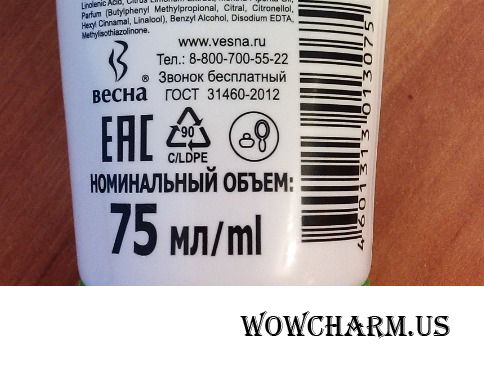 Linolenic Acid, Citrus
Parfum (Butylphenyl Methylpropional, Citral, Citronellol,
Hexyl Cinnamal, Linalool), Benzyl Alcohol, Disodium EDTA,
Methylisothiazolinone.
www.vesna.ru
Тел.: 8-800-700-55-22
Звонок бесплатный
ГОСТ 31460-2012
® ВЕСНА
EAC
90
C/LDPE
НОМИНАЛЬНЫЙ ОБЪЕМ:
75 мл/ml
4601313013075
WOWCHARM.US